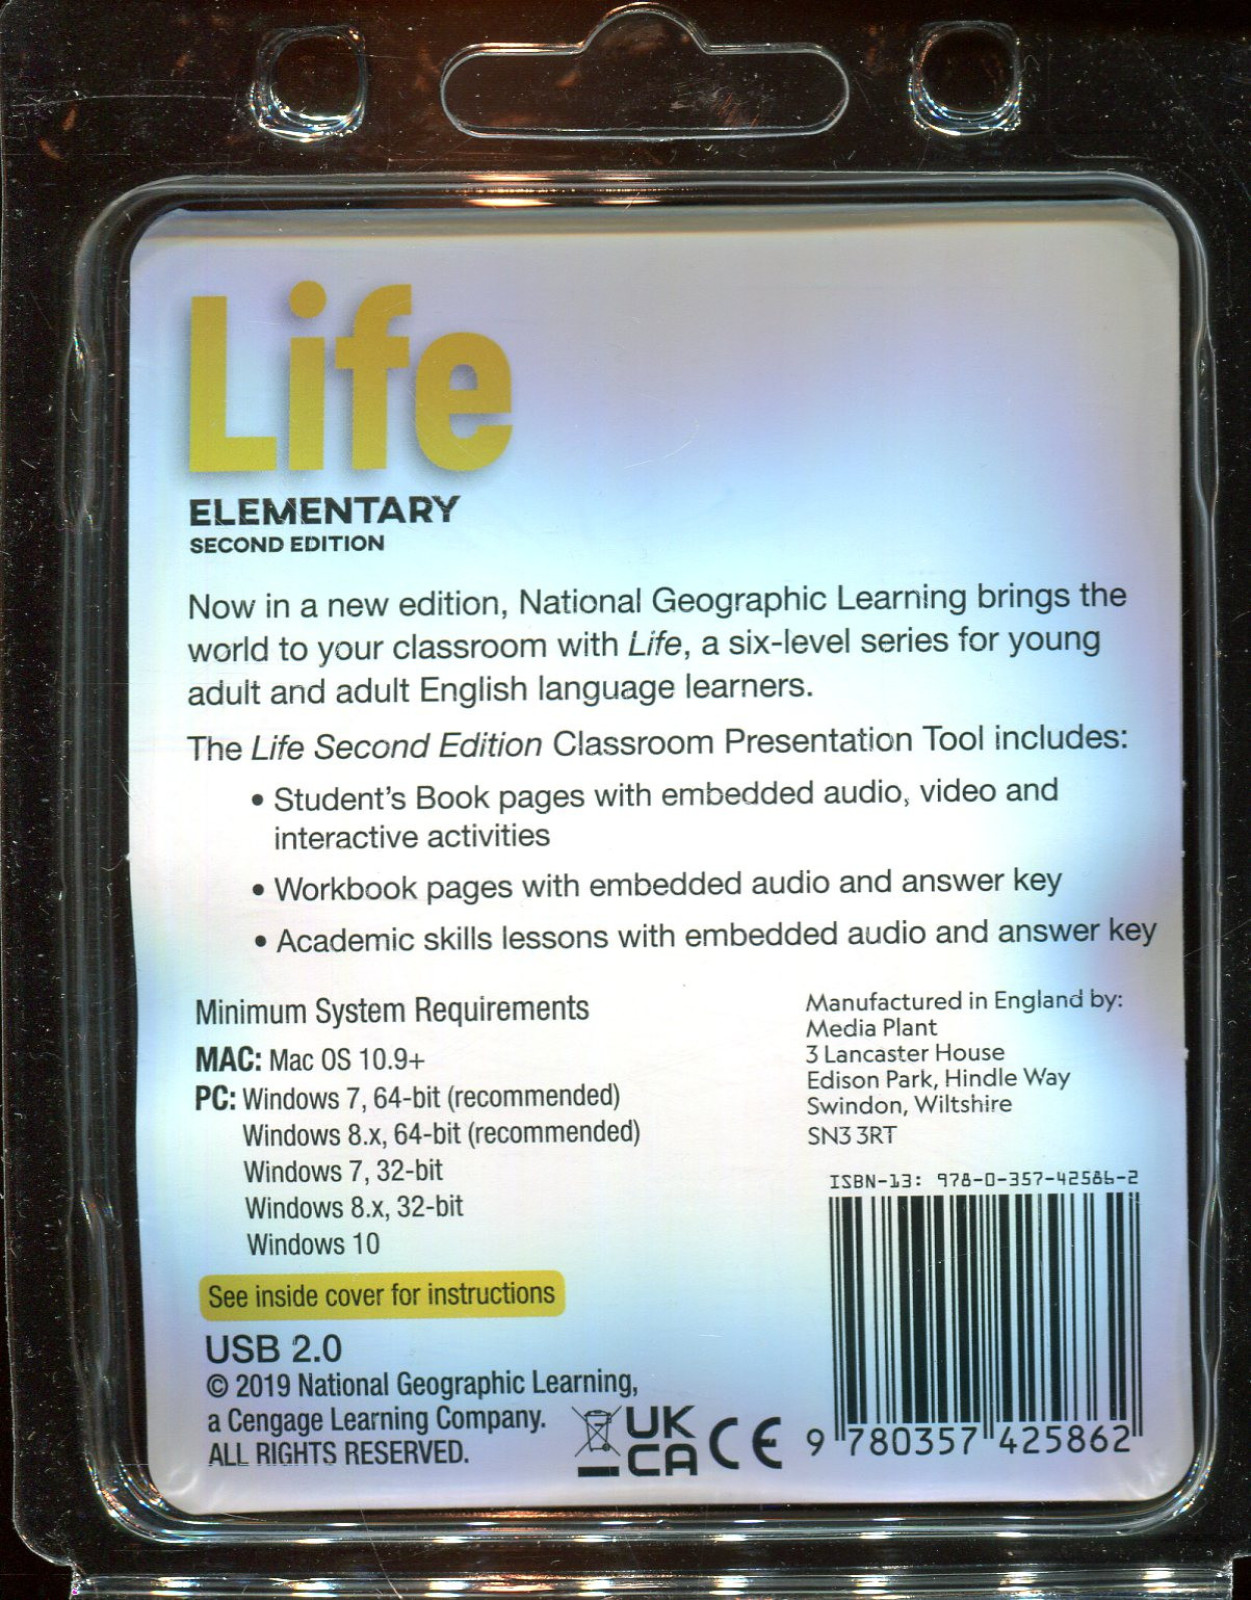 Life
ELEMENTARY
SECOND EDITION
Now in a new edition, National Geographic Learning brings the
world to your classroom with Life, a six-level series for young
adult and adult English language learners.
The Life Second Edition Classroom Presentation Tool includes:
• Student's Book pages with embedded audio, video and
interactive activities
• Workbook pages with embedded audio and answer key
• Academic skills lessons with embedded audio and answer key
Minimum System Requirements
MAC: Mac OS 10.9+
PC: Windows 7, 64-bit (recommended)
Windows 8.x, 64-bit (recommended)
Windows 7, 32-bit
Windows 8.x, 32-bit
Windows 10
See inside cover for instructions
USB 2.0
© 2019 National Geographic Learning,
a Cengage Learning Company.
ALL RIGHTS RESERVED.
Manufactured in England by:
Media Plant
3 Lancaster House
Edison Park, Hindle Way
Swindon, Wiltshire
SN3 3RT
ISBN-13: 978-0-357-42586-2
UK
CA
CE
9 780357 425862